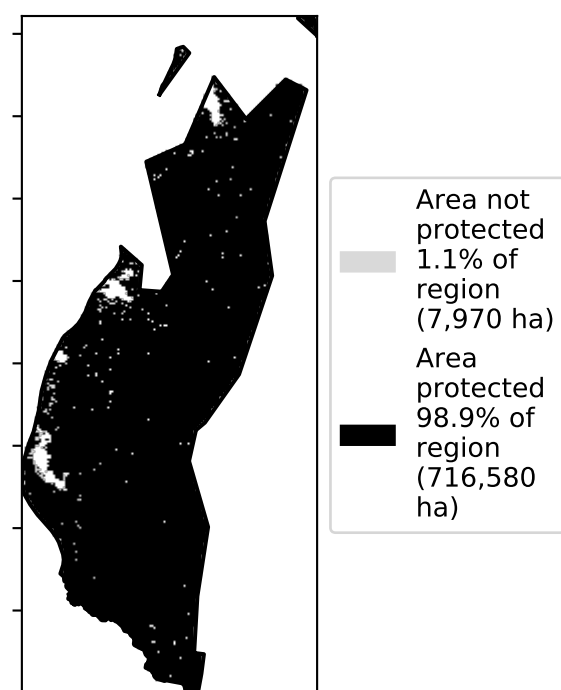 Area not
protected
1.1% of
region
(7,970 ha)
Area
protected
98.9% of
region
(716,580
ha)